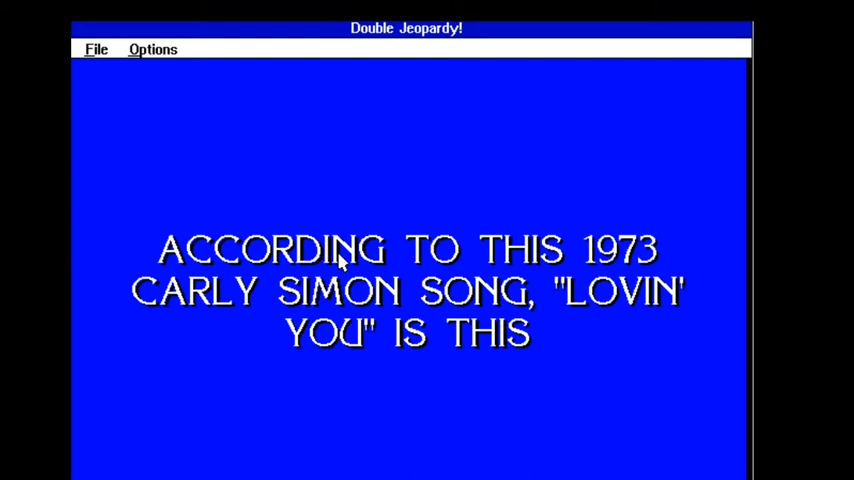 Double Jeopardy!
File Options
ACCORDING TO THIS 1973
CARLY SIMON SONG, "LOVIN'
YOU" IS THIS